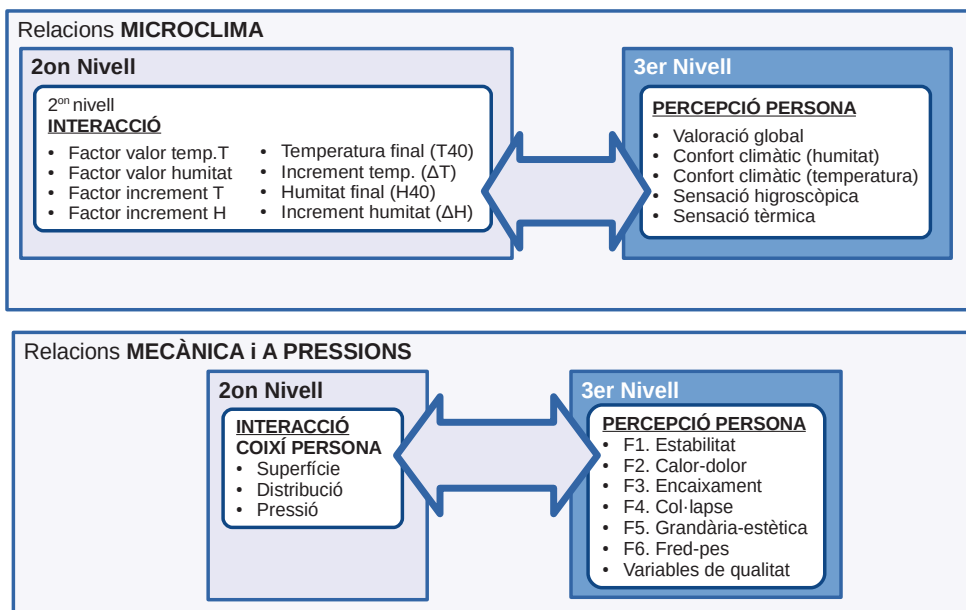 Relacions MICROCLIMA
2on Nivell
2on nivell
INTERACCIÓ
• Factor valor temp.T
• Factor valor humitat
• Factor increment T
• Factor increment H
• Temperatura final (T40)
• Increment temp. (ΔT)
• Humitat final (H40)
• Increment humitat (ΔH)
3er Nivell
PERCEPCIÓ PERSONA
• Valoració global
• Confort climàtic (humitat)
• Confort climàtic (temperatura)
• Sensació higroscòpica
• Sensació tèrmica
Relacions MECÀNICA i A PRESSIONS
2on Nivell
INTERACCIÓ
COIXÍ PERSONA
• Superfície
• Distribució
• Pressió
3er Nivell
PERCEPCIÓ PERSONA
• F1. Estabilitat
• F2. Calor-dolor
• F3. Encaixament
• F4. Col·lapse
• F5. Grandària-estètica
• F6. Fred-pes
• Variables de qualitat